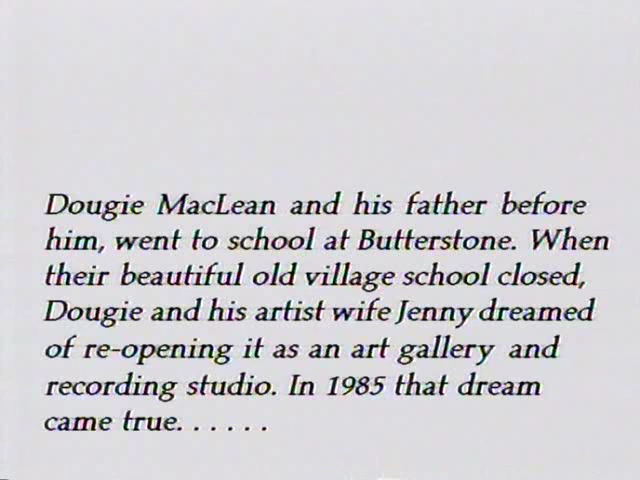 Dougie MacLean and his father before
him, went to school at Butterstone. When
their beautiful old village school closed,
Dougie and his artist wife Jenny dreamed
of re-opening it as an art gallery and
recording studio. In 1985 that dream
came true. . . . . .